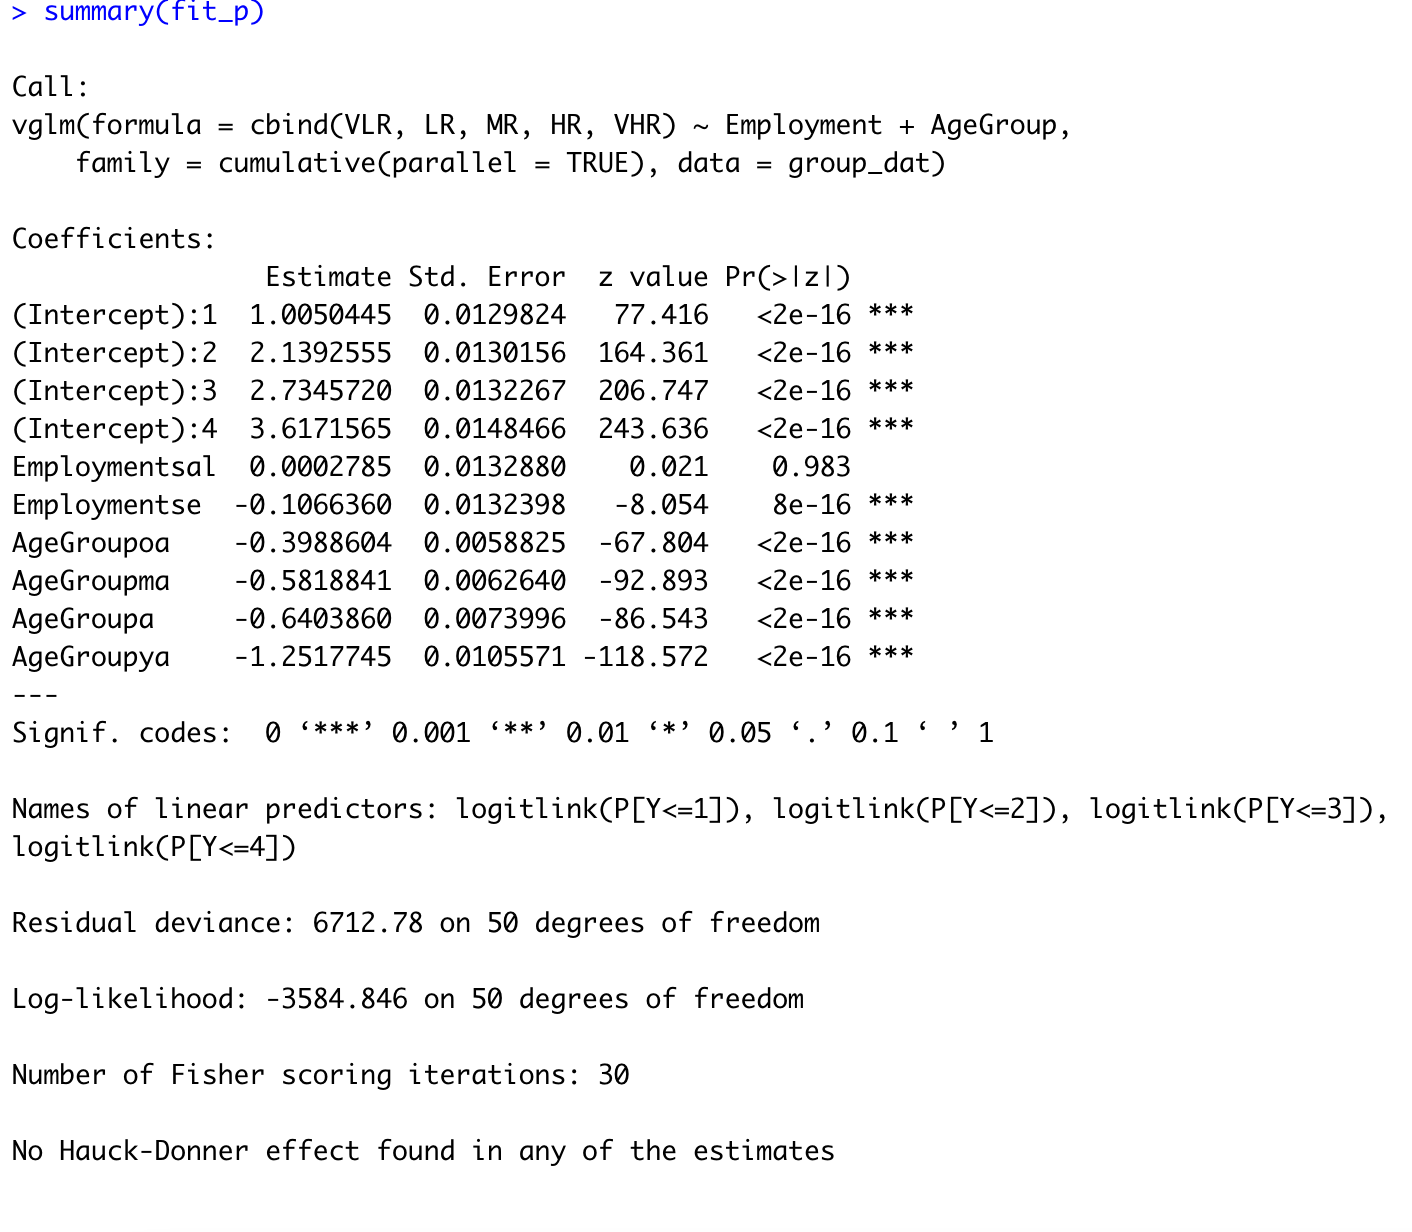 > summary(fit_p)
Call:
vglm(formula = cbind(VLR, LR, MR, HR, VHR) ~ Employment + AgeGroup,
    family = cumulative(parallel = TRUE), data = group_dat)
Coefficients:
                Estimate Std. Error  z value Pr(>|z|)
(Intercept):1  1.0050445  0.0129824   77.416   <2e-16 ***
(Intercept):2  2.1392555  0.0130156  164.361   <2e-16 ***
(Intercept):3  2.7345720  0.0132267  206.747   <2e-16 ***
(Intercept):4  3.6171565  0.0148466  243.636   <2e-16 ***
Employmentsal  0.0002785  0.0132880    0.021    0.983
Employmentse  -0.1066360  0.0132398   -8.054    8e-16 ***
AgeGroupoa    -0.3988604  0.0058825  -67.804   <2e-16 ***
AgeGroupma    -0.5818841  0.0062640  -92.893   <2e-16 ***
AgeGroupa     -0.6403860  0.0073996  -86.543   <2e-16 ***
AgeGroupya    -1.2517745  0.0105571 -118.572   <2e-16 ***
---
Signif. codes:  0 ‘***’ 0.001 ‘**’ 0.01 ‘*’ 0.05 ‘.’ 0.1 ‘ ’ 1
Names of linear predictors: logitlink(P[Y<=1]), logitlink(P[Y<=2]), logitlink(P[Y<=3]),
logitlink(P[Y<=4])
Residual deviance: 6712.78 on 50 degrees of freedom
Log-likelihood: -3584.846 on 50 degrees of freedom
Number of Fisher scoring iterations: 30
No Hauck-Donner effect found in any of the estimates